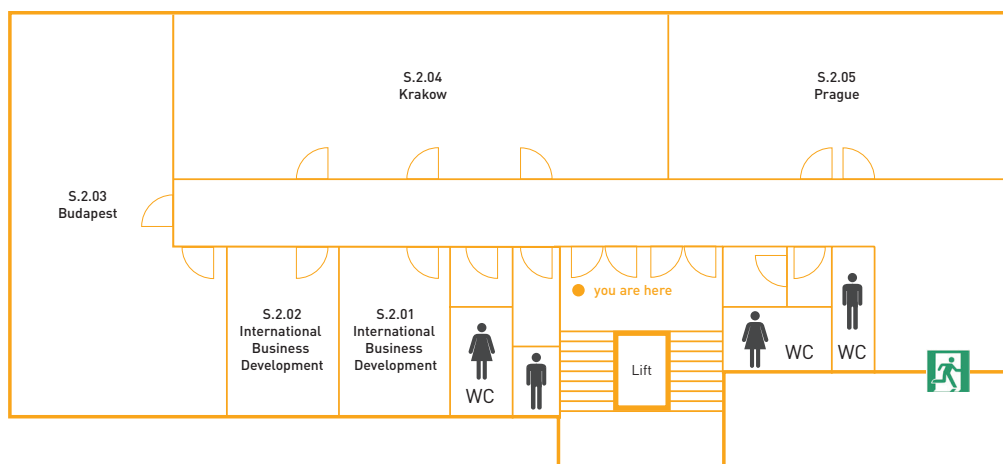 S.2.04
Krakow
S.2.05
Prague
S.2.03
Budapest
you are here
S.2.02
International
Business
Development
S.2.01
International
Business
Development
WC
Lift
WC
WC